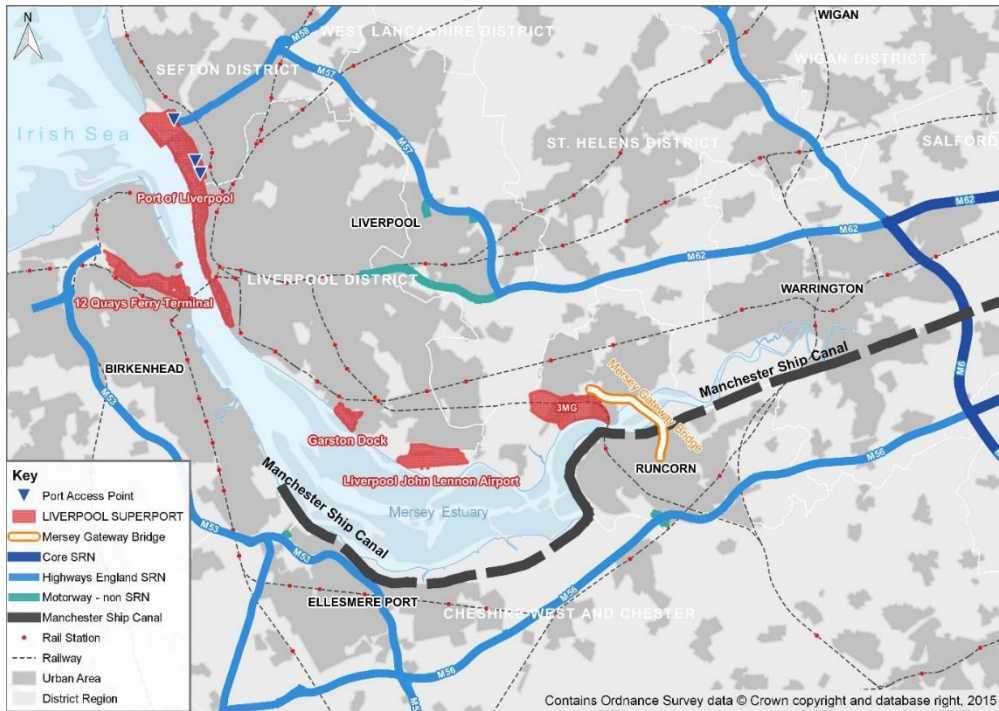 N
WIGAN
M58
WEST LANCASHIRE DISTRICT
M57
SEFTON DISTRICT
WIGAN DISTRICT
M6
Irish Sea
M57
ST. HELENS DISTRICT
SALFORD
Port of Liverpool
LIVERPOOL
M62
M62
M62
LIVERPOOL DISTRICT
12 Quays Ferry Terminal
WARRINGTON
Manchester Ship Canal
M6
BIRKENHEAD
M53
Mersey Gateway Bridge
3MG
Garston Dock
RUNCORN
Liverpool John Lennon Airport
M56
Manchester Ship Canal
Mersey Estuary
M53
M53
M56
ELLESMERE PORT
CHESHIRE WEST AND CHESTER
M56
Key
Port Access Point
LIVERPOOL SUPERPORT
Mersey Gateway Bridge
Core SRN
Highways England SRN
Motorway - non SRN
Manchester Ship Canal
Rail Station
Railway
Urban Area
District Region
Contains Ordnance Survey data © Crown copyright and database right, 2015